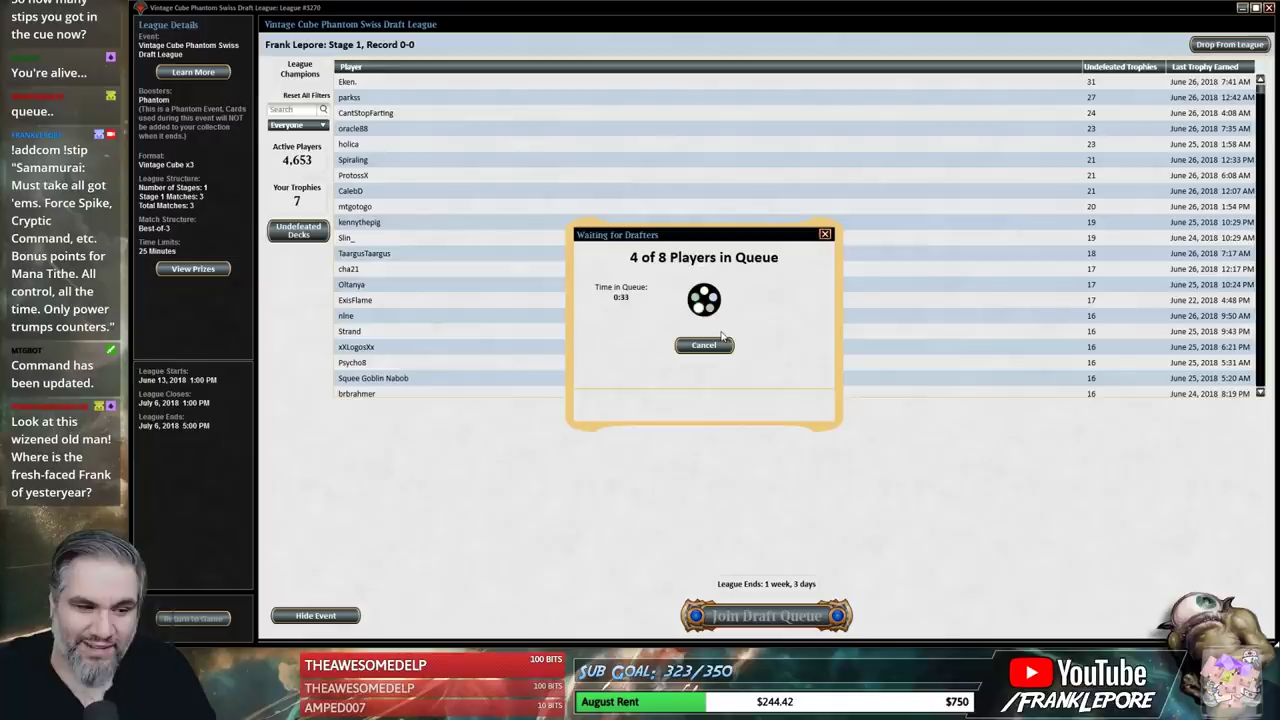 So how many
stips you got in
the cue now?
You're alive...
queue..
!addcom !stip
"Samamurai:
Must take all got
'ems. Force Spike,
Cryptic
Command, etc.
Bonus points for
Mana Tithe. All
control, all the
time. Only power
trumps counters."
MTGBOT
Command has
been updated.
Look at this
wizened old man!
Where is the
fresh-faced Frank
of yesteryear?
Vintage Cube Phantom Swiss Draft League: League #3270
League Details
Event:
Vintage Cube Phantom Swiss
Draft League
Learn More
Boosters:
Phantom
(This is a Phantom Event. Cards
used during this event will NOT
be added to your collection
when it ends.)
Format:
Vintage Cube x3
League Structure:
Number of Stages: 1
Stage 1 Matches: 3
Total Matches: 3
Match Structure:
Best-of-3
Time Limits:
25 Minutes
View Prizes
League Starts:
June 13, 2018 1:00 PM
League Closes:
July 6, 2018 1:00 PM
League Ends:
July 6, 2018 5:00 PM
Return to Game
Vintage Cube Phantom Swiss Draft League
Frank Lepore: Stage 1, Record 0-0
Drop From League
League
Champions
Reset All Filters
Search
Everyone
Active Players
4,653
Your Trophies
7
Undefeated
Decks
Player Undefeated Trophies Last Trophy Earned
Eken. 31 June 26, 2018 7:41 AM
parkss 27 June 26, 2018 12:42 AM
CantStopFarting 24 June 26, 2018 4:08 AM
oracle88 23 June 26, 2018 7:35 AM
holica 23 June 26, 2018 1:58 AM
Spiraling 21 June 26, 2018 12:33 PM
ProtossX 21 June 26, 2018 6:08 AM
CalebD 21 June 26, 2018 12:07 AM
mtgotogo 20 June 26, 2018 1:54 PM
kennythepig 19 June 25, 2018 10:29 PM
Slin_ 19 June 24, 2018 10:29 AM
TaargusTaargus 18 June 26, 2018 7:17 AM
cha21 17 June 26, 2018 12:17 PM
Oltanya 17 June 25, 2018 10:24 PM
ExisFlame 17 June 22, 2018 4:48 PM
nine 16 June 26, 2018 9:50 AM
Strand 16 June 25, 2018 9:43 PM
xXLogosXx 16 June 25, 2018 6:21 PM
Psycho8 16 June 25, 2018 5:31 AM
Squee Goblin Nabob 16 June 25, 2018 5:20 AM
brbrahmer 16 June 24, 2018 8:19 PM
Waiting for Drafters
4 of 8 Players in Queue
Time in Queue:
0:33
Cancel
League Ends: 1 week, 3 days
Hide Event
Join Draft Queue
THEAWESOMEDELP 100 BITS
THEAWESOMEDELP 100 BITS
AMPED007 10 BITS
SUB GOAL: 323/350
August Rent $244.42 $750
YouTube
/FRANKLEPORE